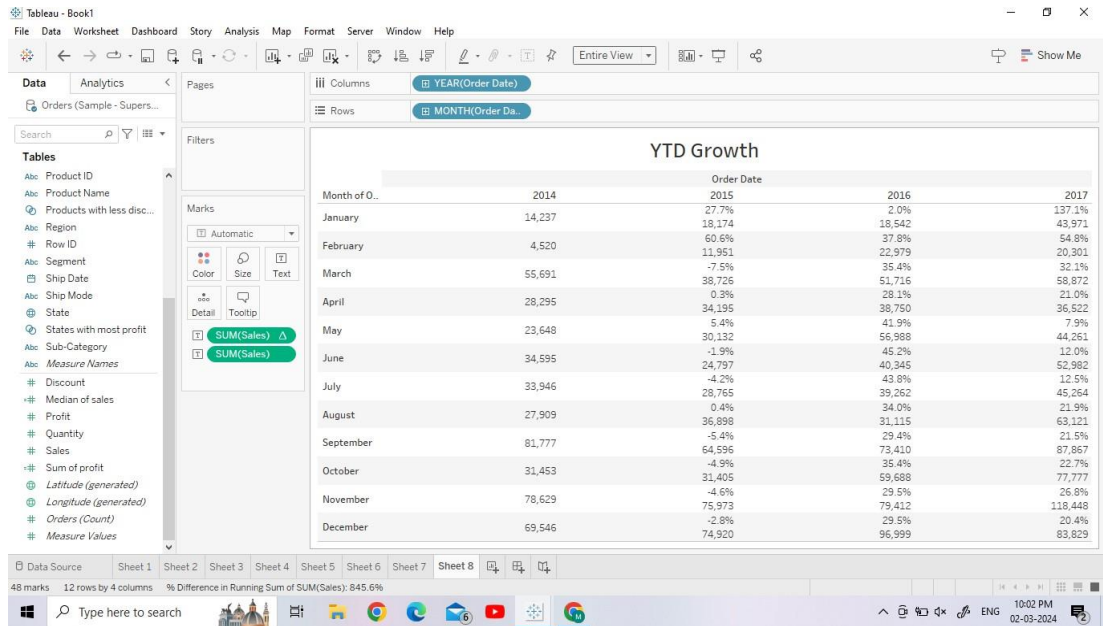 Tableau - Book1
File Data Worksheet Dashboard Story Analysis Map Format Server Window Help
Entire View
Show Me
Data Analytics
Orders (Sample - Supers...
Search
Tables
Abc Product ID
Abc Product Name
Products with less disc...
Abc Region
# Row ID
Abc Segment
Ship Date
Abc Ship Mode
State
States with most profit
Abc Sub-Category
Abc Measure Names
# Discount
# Median of sales
# Profit
# Quantity
# Sales
# Sum of profit
Latitude (generated)
Longitude (generated)
# Orders (Count)
# Measure Values
Pages
Filters
Marks
T Automatic
Color Size Text
Detail Tooltip
T SUM(Sales) Δ
T SUM(Sales)
Columns YEAR(Order Date)
Rows MONTH(Order Da..
YTD Growth
Order Date
Month of O.. 2014 2015 2016 2017
27.7% 2.0% 137.1%
January 14,237
18,174 18,542 43,971
60.6% 37.8% 54.8%
February 4,520
11,951 22,979 20,301
-7.5% 35.4% 32.1%
March 55,691
38,726 51,716 58,872
0.3% 28.1% 21.0%
April 28,295
34,195 38,750 36,522
5.4% 41.9% 7.9%
May 23,648
30,132 56,988 44,261
-1.9% 45.2% 12.0%
June 34,595
24,797 40,345 52,982
-4.2% 43.8% 12.5%
July 33,946
28,765 39,262 45,264
0.4% 34.0% 21.9%
August 27,909
36,898 31,115 63,121
-5.4% 29.4% 21.5%
September 81,777
64,596 73,410 87,867
-4.9% 35.4% 22.7%
October 31,453
31,405 59,688 77,777
-4.6% 29.5% 26.8%
November 78,629
75,973 79,412 118,448
-2.8% 29.5% 20.4%
December 69,546
74,920 96,999 83,829
Data Source Sheet 1 Sheet 2 Sheet 3 Sheet 4 Sheet 5 Sheet 6 Sheet 7 Sheet 8
48 marks 12 rows by 4 columns % Difference in Running Sum of SUM(Sales): 845.6%
Type here to search
6
ENG
10:02 PM
02-03-2024
2